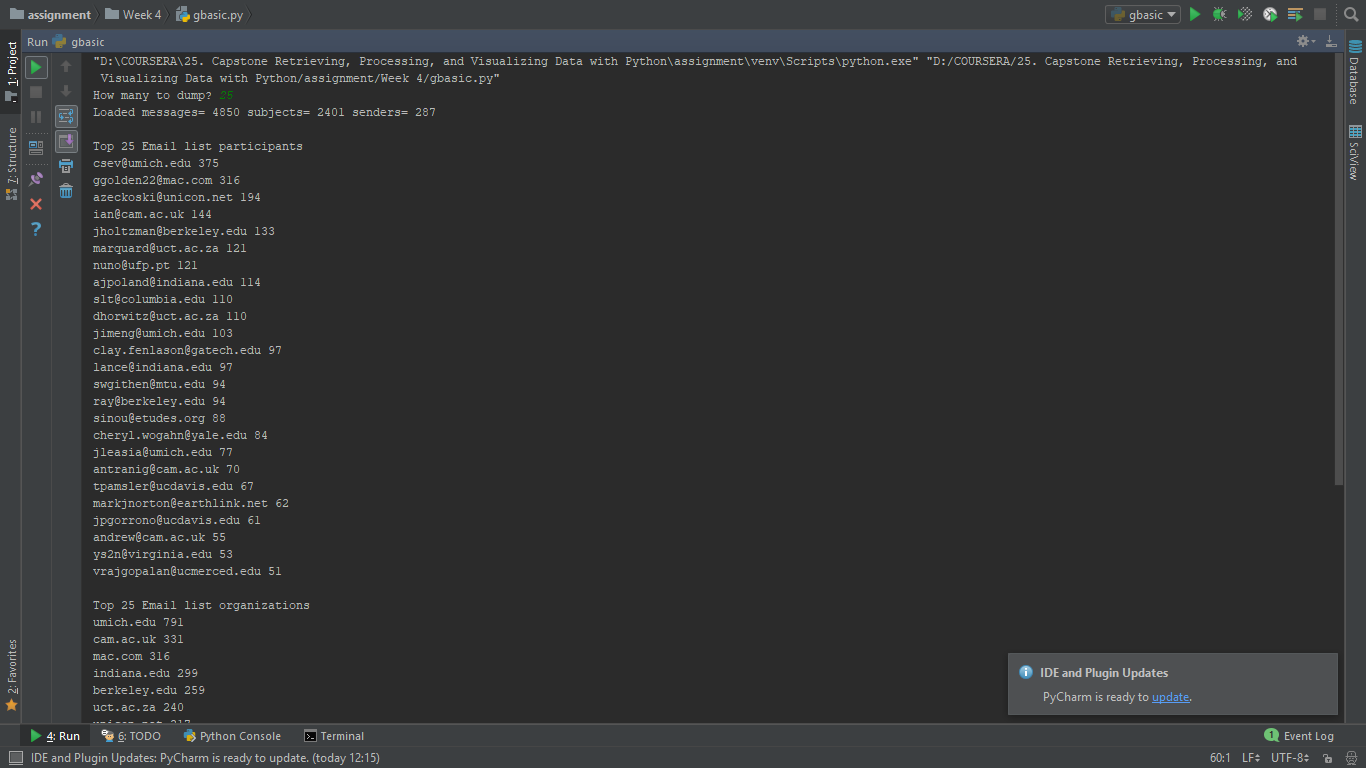 assignment Week 4 gbasic.py gbasic
Run gbasic
1: Project
7: Structure
2: Favorites
Database
SciView
"D:\COURSERA\25. Capstone Retrieving, Processing, and Visualizing Data with Python\assignment\venv\Scripts\python.exe" "D:/COURSERA/25. Capstone Retrieving, Processing, and
Visualizing Data with Python/assignment/Week 4/gbasic.py"
How many to dump? 25
Loaded messages= 4850 subjects= 2401 senders= 287
Top 25 Email list participants
csev@umich.edu 375
ggolden22@mac.com 316
azeckoski@unicon.net 194
ian@cam.ac.uk 144
jholtzman@berkeley.edu 133
marquard@uct.ac.za 121
nuno@ufp.pt 121
ajpoland@indiana.edu 114
slt@columbia.edu 110
dhorwitz@uct.ac.za 110
jimeng@umich.edu 103
clay.fenlason@gatech.edu 97
lance@indiana.edu 97
swgithen@mtu.edu 94
ray@berkeley.edu 94
sinou@etudes.org 88
cheryl.wogahn@yale.edu 84
jleasia@umich.edu 77
antranig@cam.ac.uk 70
tpamsler@ucdavis.edu 67
markjnorton@earthlink.net 62
jpgorrono@ucdavis.edu 61
andrew@cam.ac.uk 55
ys2n@virginia.edu 53
vrajgopalan@ucmerced.edu 51
Top 25 Email list organizations
umich.edu 791
cam.ac.uk 331
mac.com 316
indiana.edu 299
berkeley.edu 259
uct.ac.za 240
IDE and Plugin Updates
PyCharm is ready to update.
4: Run 6: TODO Python Console Terminal 1 Event Log
IDE and Plugin Updates: PyCharm is ready to update. (today 12:15) 60:1 LF UTF-8